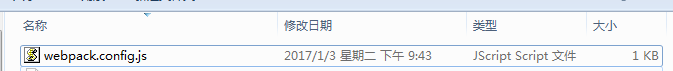 名称 修改日期 类型 大小
webpack.config.js 2017/1/3 星期二 下午 9:43 JScript Script 文件 1 KB